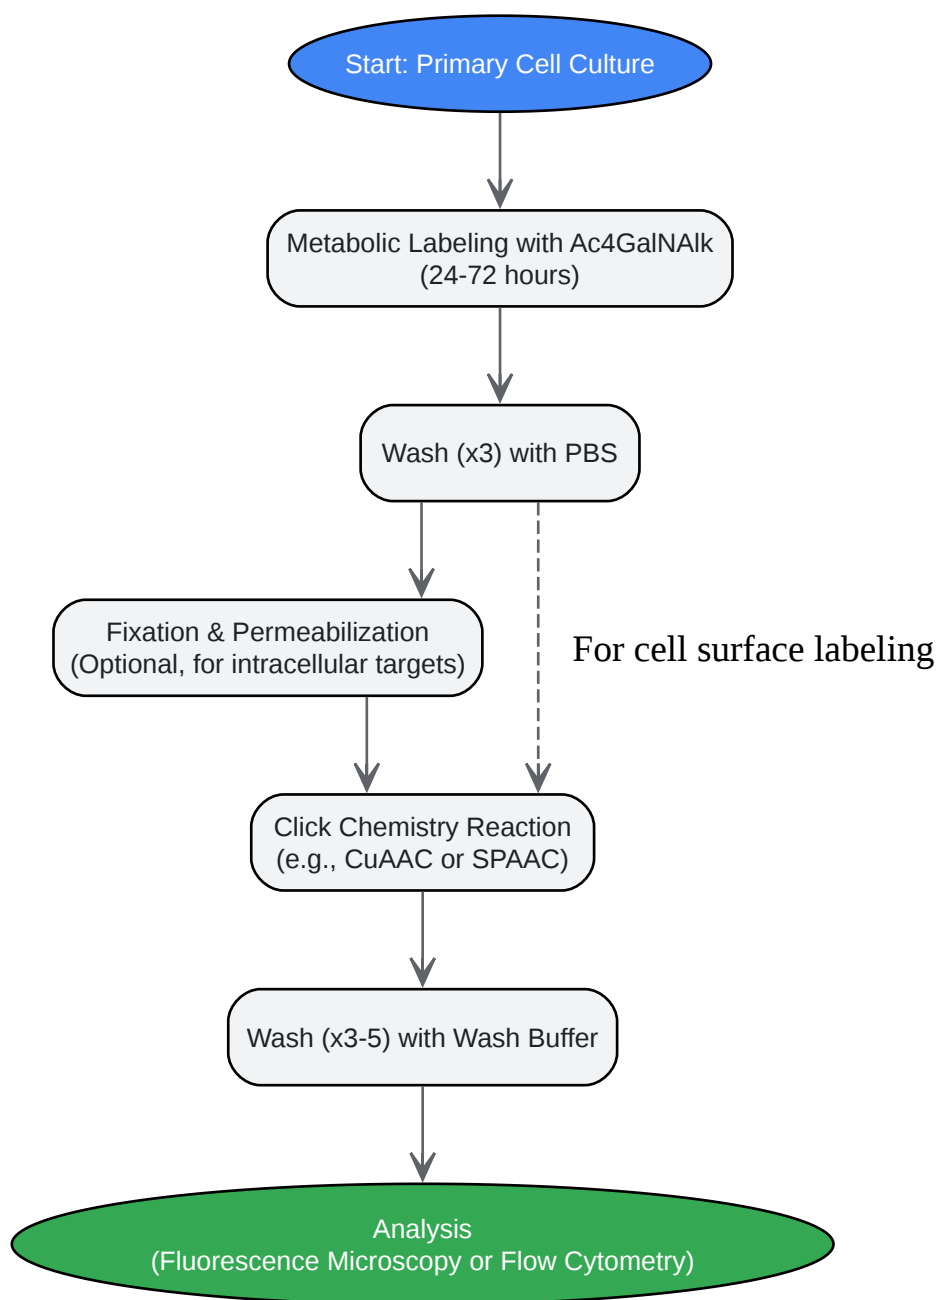 Start: Primary Cell Culture
Metabolic Labeling with Ac4GalNAlk
(24-72 hours)
Wash (x3) with PBS
Fixation & Permeabilization
(Optional, for intracellular targets)
For cell surface labeling
Click Chemistry Reaction
(e.g., CuAAC or SPAAC)
Wash (x3-5) with Wash Buffer
Analysis
(Fluorescence Microscopy or Flow Cytometry)